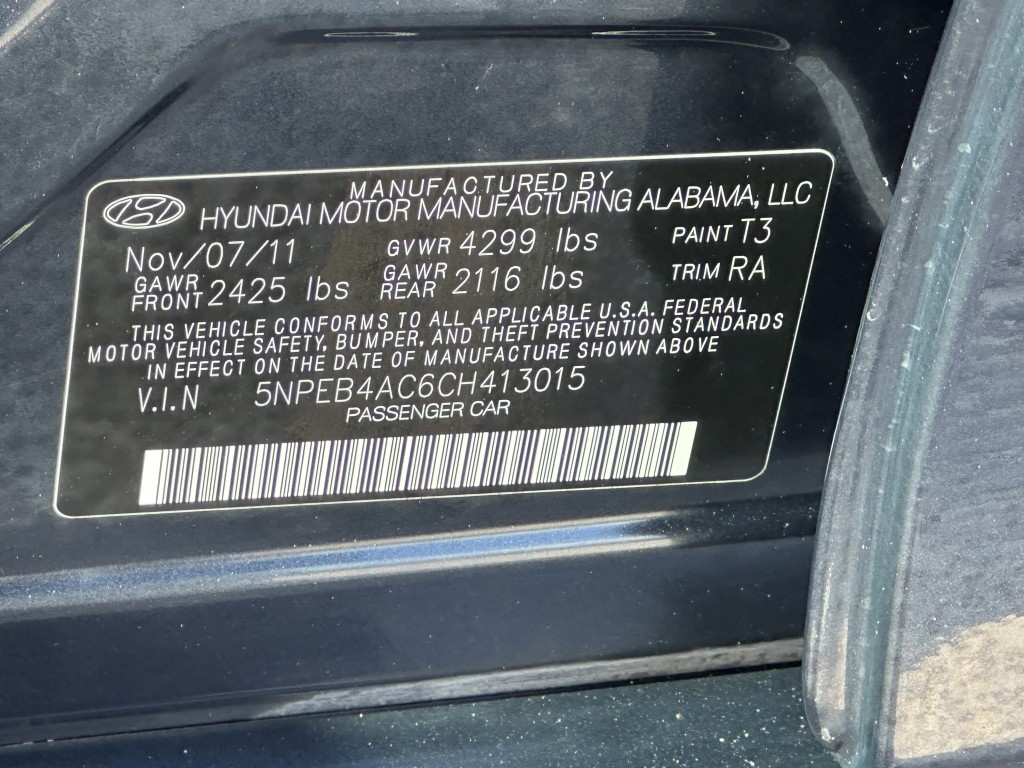 MANUFACTURED BY
HYUNDAI MOTOR MANUFACTURING ALABAMA, LLC
Nov/07/11 GVWR 4299 lbs PAINT T3
GAWR FRONT 2425 lbs GAWR REAR 2116 lbs TRIM RA
THIS VEHICLE CONFORMS TO ALL APPLICABLE U.S.A. FEDERAL
MOTOR VEHICLE SAFETY, BUMPER, AND THEFT PREVENTION STANDARDS
IN EFFECT ON THE DATE OF MANUFACTURE SHOWN ABOVE
V.I.N 5NPEB4AC6CH413015
PASSENGER CAR